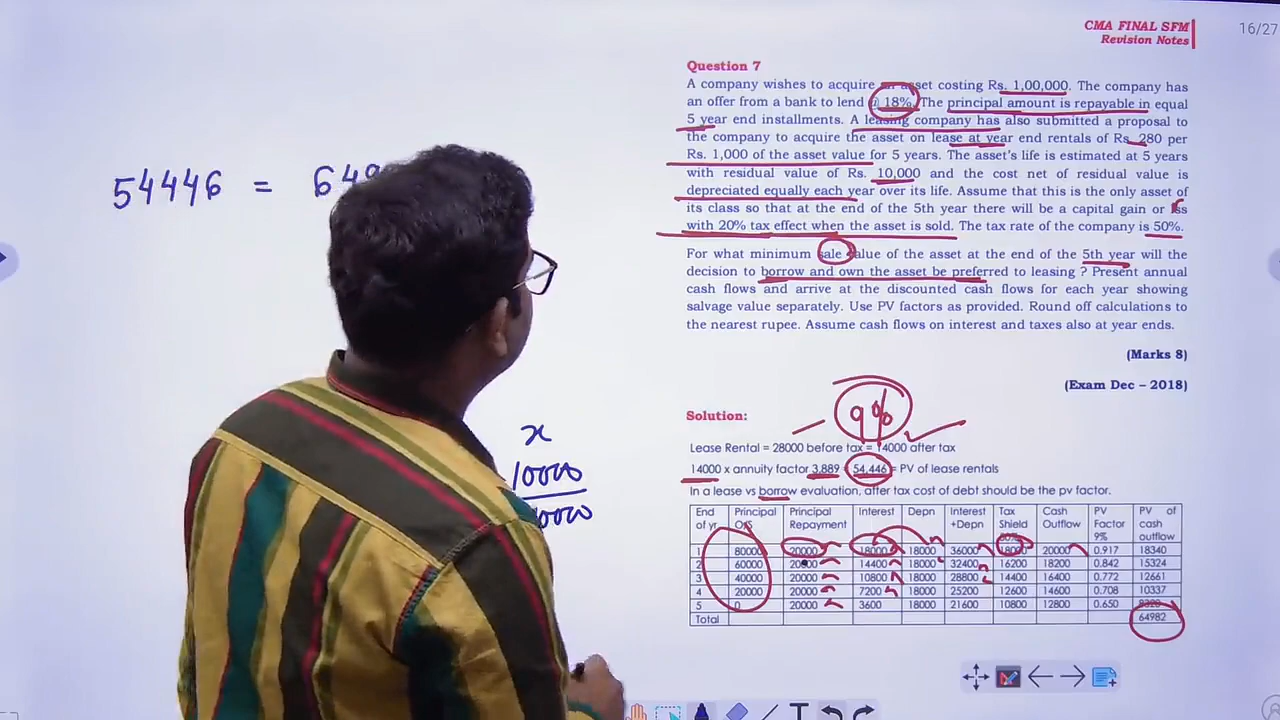 CMA FINAL SFM
Revision Notes
16/27
Question 7
A company wishes to acquire an asset costing Rs. 1,00,000. The company has
an offer from a bank to lend @ 18%. The principal amount is repayable in equal
5 year end installments. A leasing company has also submitted a proposal to
the company to acquire the asset on lease at year end rentals of Rs. 280 per
Rs. 1,000 of the asset value for 5 years. The asset's life is estimated at 5 years
with residual value of Rs. 10,000 and the cost net of residual value is
depreciated equally each year over its life. Assume that this is the only asset of
its class so that at the end of the 5th year there will be a capital gain or
with 20% tax effect when the asset is sold. The tax rate of the company is 50%.
For what minimum sale value of the asset at the end of the 5th year will the
decision to borrow and own the asset be preferred to leasing ? Present annual
cash flows and arrive at the discounted cash flows for each year showing
salvage value separately. Use PV factors as provided. Round off calculations to
the nearest rupee. Assume cash flows on interest and taxes also at year ends.
(Marks 8)
(Exam Dec – 2018)
54446 = 649
x
10000
0000
9%
Solution:
Lease Rental = 28000 before tax = 14000 after tax
14000 x annuity factor 3.889 = 54,446 = PV of lease rentals
In a lease vs borrow evaluation, after tax cost of debt should be the pv factor.
End of yr Principal O/S Principal Repayment Interest Depn Interest +Depn Tax Shield Cash Outflow PV Factor 9% PV of cash outflow
1 80000 20000 18000 18000 36000 18000 20000 0.917 18340
2 60000 20000 14400 18000 32400 16200 18200 0.842 15324
3 40000 20000 10800 18000 28800 14400 16400 0.772 12661
4 20000 20000 7200 18000 25200 12600 14600 0.708 10337
5 0 20000 3600 18000 21600 10800 12800 0.650 8320
Total 64982